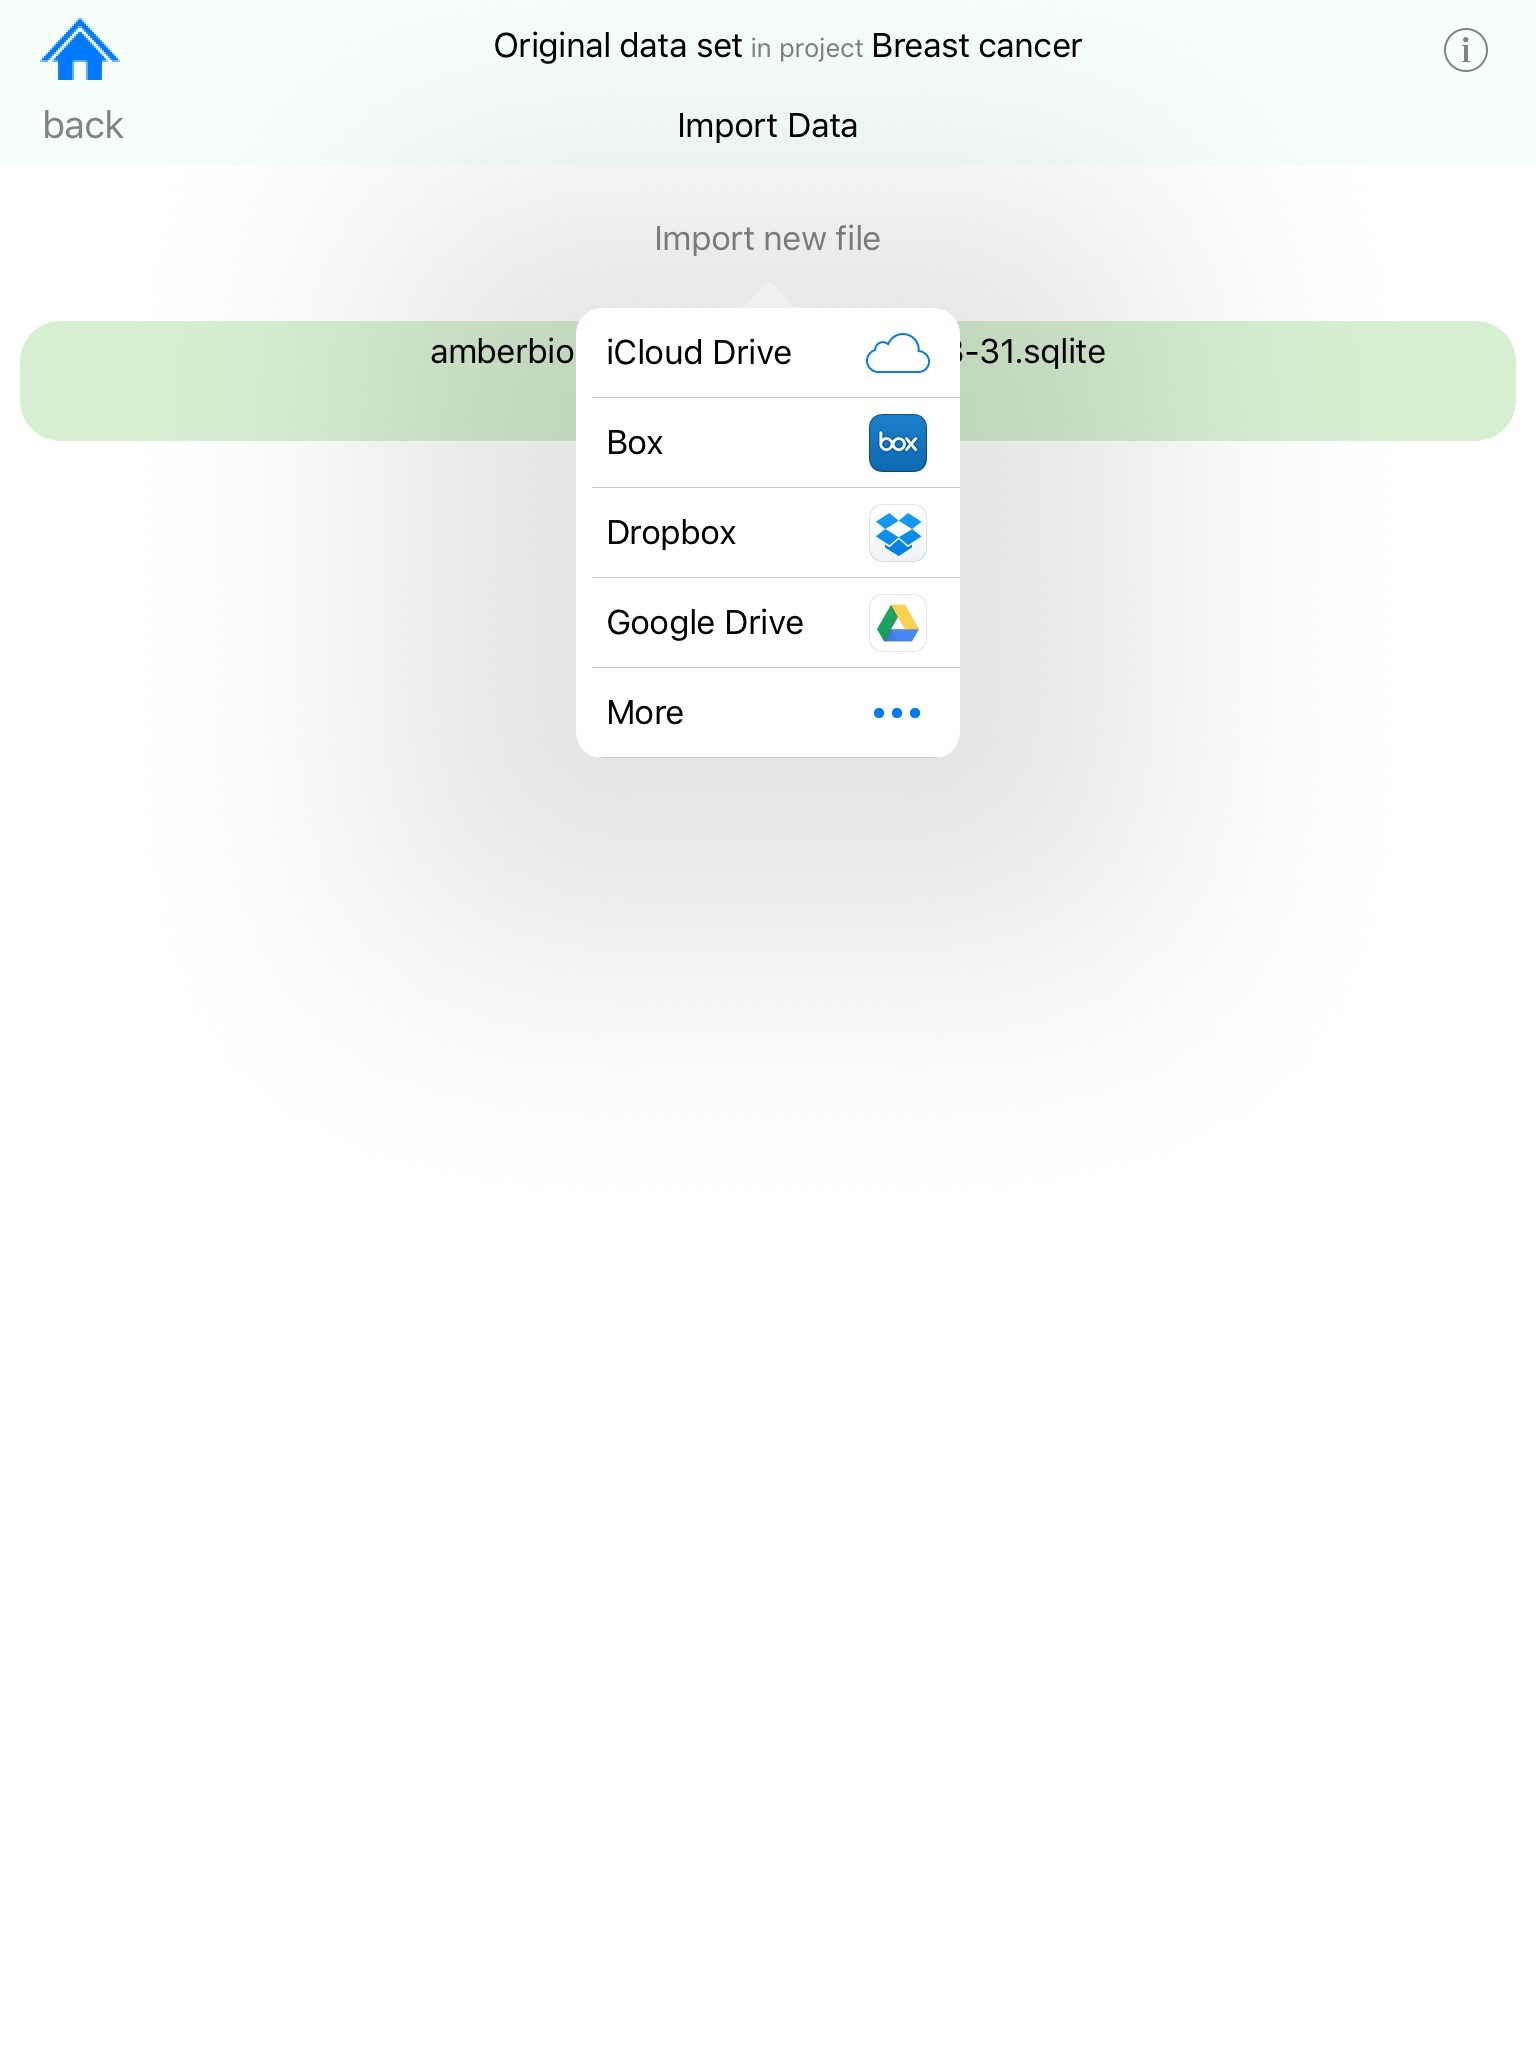 Original data set in project Breast cancer
back
Import Data
Import new file
amberbio -31.sqlite
iCloud Drive
Box
box
Dropbox
Google Drive
More